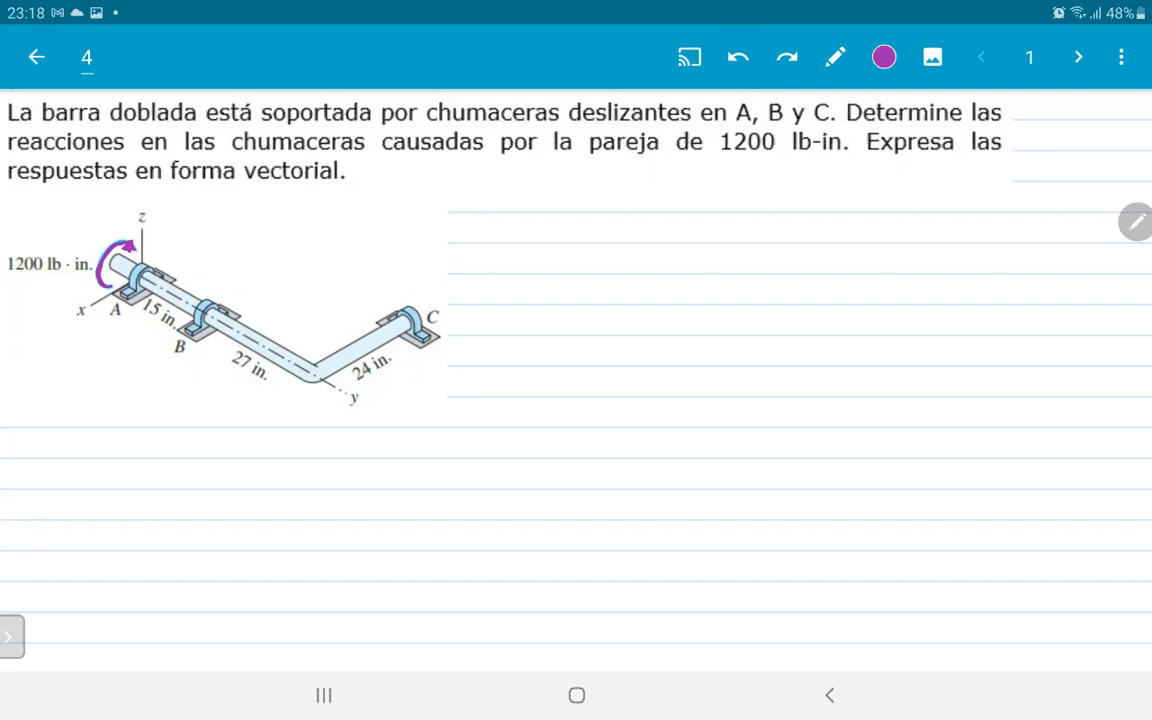 23:18 48%
4 1
La barra doblada está soportada por chumaceras deslizantes en A, B y C. Determine las
reacciones en las chumaceras causadas por la pareja de 1200 lb-in. Expresa las
respuestas en forma vectorial.
z
1200 lb · in.
x A 15 in. C
B 27 in. 24 in.
y